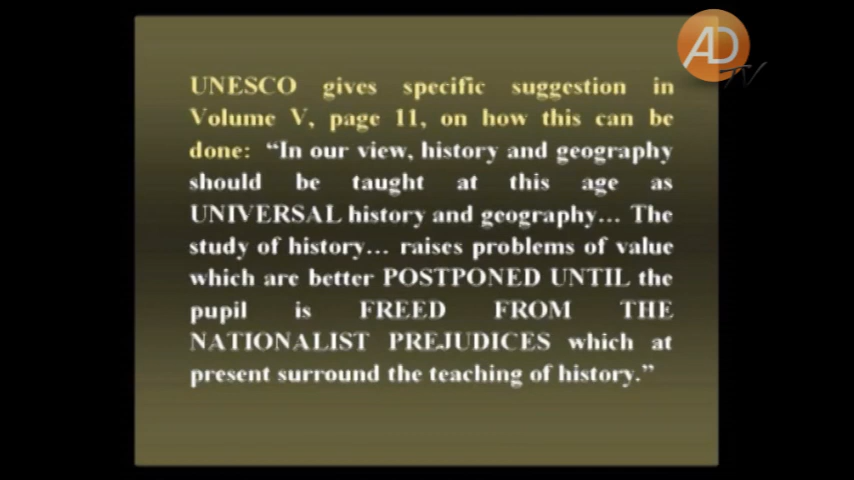 AD
TV
UNESCO gives specific suggestion in
Volume V, page 11, on how this can be
done: “In our view, history and geography
should be taught at this age as
UNIVERSAL history and geography... The
study of history... raises problems of value
which are better POSTPONED UNTIL the
pupil is FREED FROM THE
NATIONALIST PREJUDICES which at
present surround the teaching of history.”